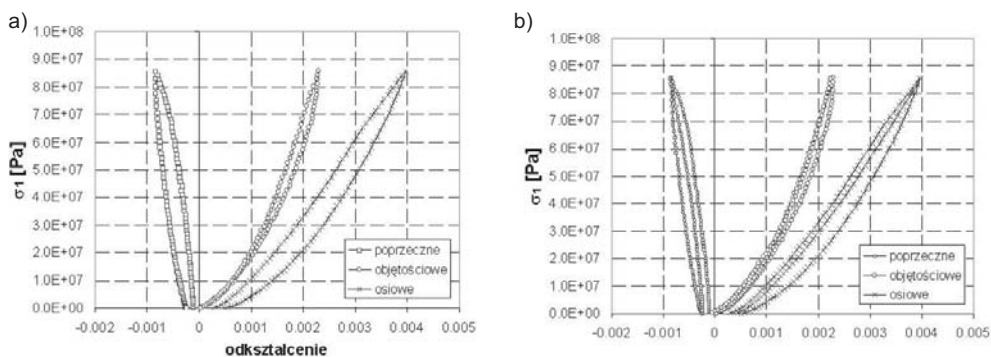 a)
σ1 [Pa]
1.0E+08
9.0E+07
8.0E+07
7.0E+07
6.0E+07
5.0E+07
4.0E+07
3.0E+07
2.0E+07
1.0E+07
0.0E+00
-0.002 -0.001 0 0.001 0.002 0.003 0.004 0.005
odkształcenie
poprzeczne
objętościowe
osiowe
b)
σ1 [Pa]
1.0E+08
9.0E+07
8.0E+07
7.0E+07
6.0E+07
5.0E+07
4.0E+07
3.0E+07
2.0E+07
1.0E+07
0.0E+00
-0.002 -0.001 0 0.001 0.002 0.003 0.004 0.005
poprzeczne
objętościowe
osiowe